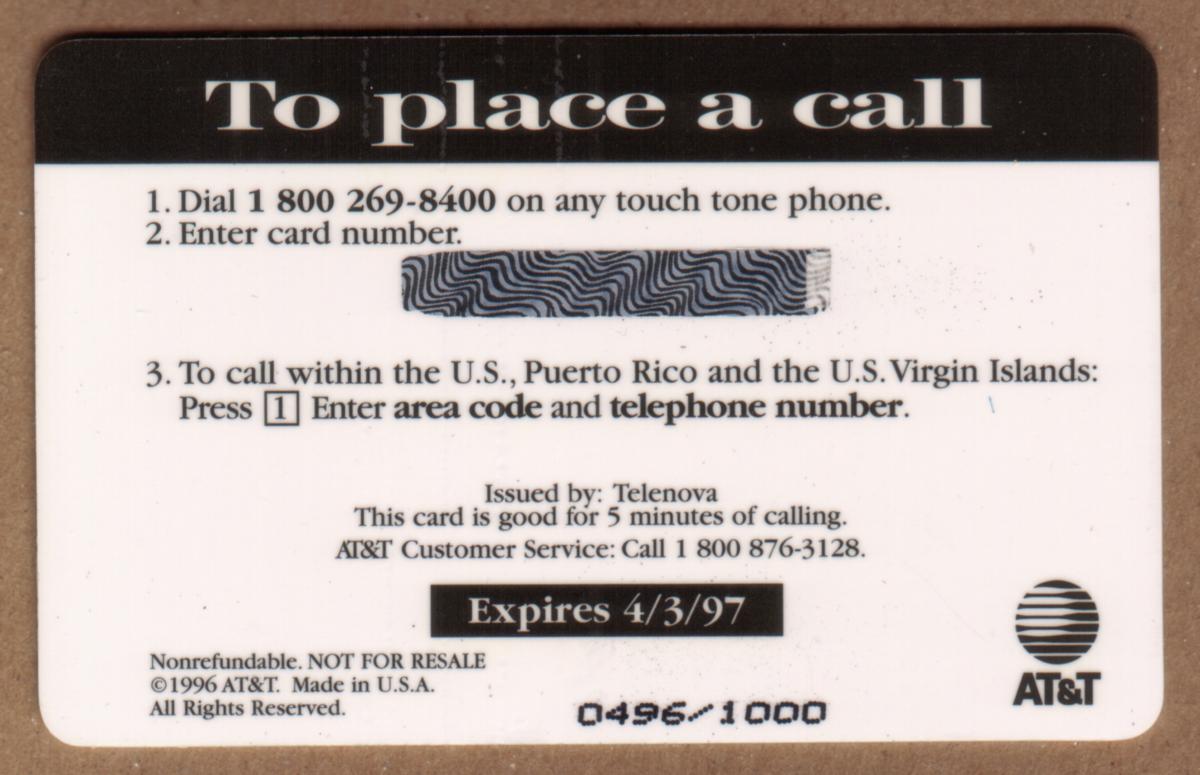 To place a call
1. Dial 1 800 269-8400 on any touch tone phone.
2. Enter card number.
3. To call within the U.S., Puerto Rico and the U.S. Virgin Islands:
Press 1 Enter area code and telephone number.
Issued by: Telenova
This card is good for 5 minutes of calling.
AT&T Customer Service: Call 1 800 876-3128.
Expires 4/3/97
Nonrefundable. NOT FOR RESALE
©1996 AT&T. Made in U.S.A.
All Rights Reserved.
0496/1000
AT&T